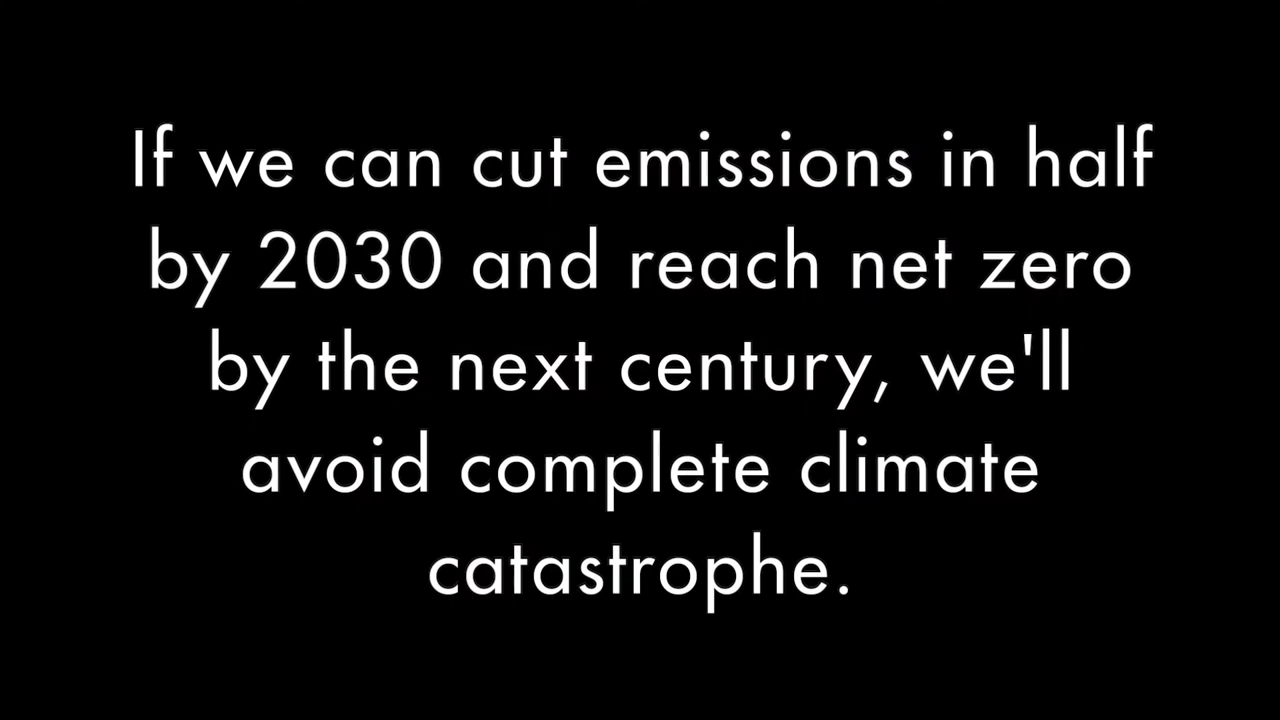 If we can cut emissions in half
by 2030 and reach net zero
by the next century, we'll
avoid complete climate
catastrophe.